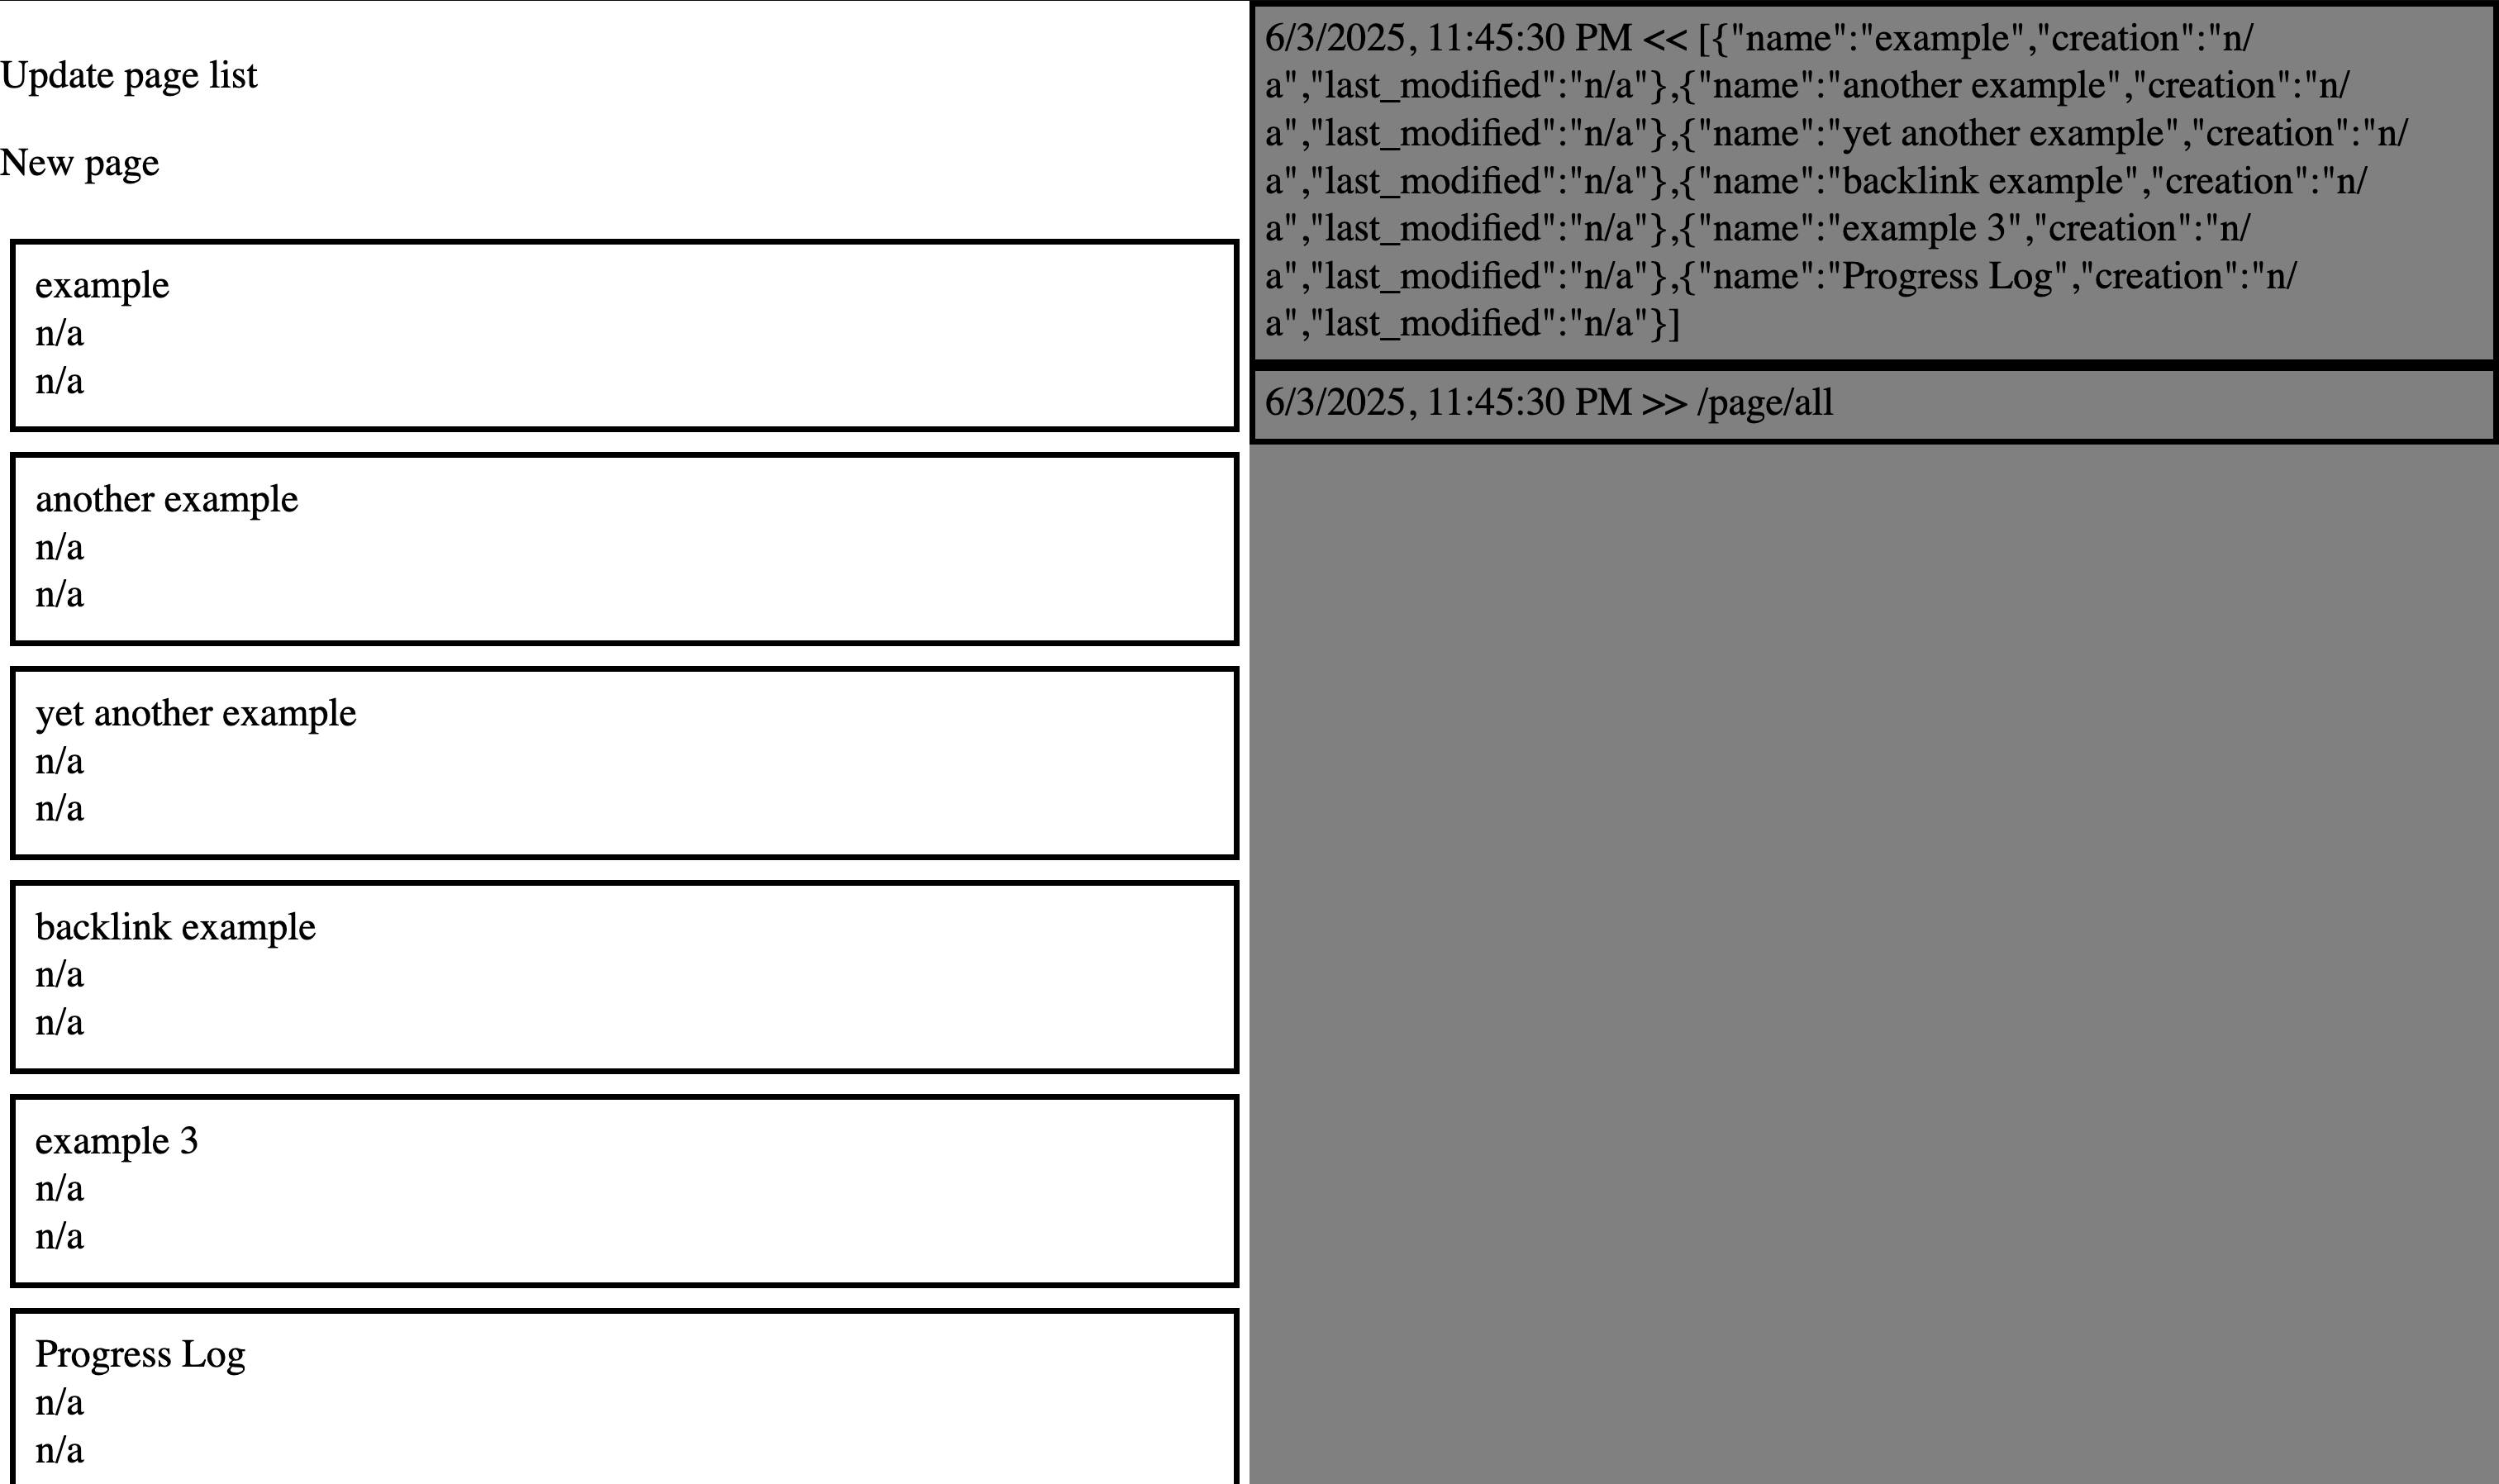 Update page list
New page
example
n/a
n/a
another example
n/a
n/a
yet another example
n/a
n/a
backlink example
n/a
n/a
example 3
n/a
n/a
Progress Log
n/a
n/a
6/3/2025, 11:45:30 PM << [{"name":"example","creation":"n/
a","last_modified":"n/a"},{"name":"another example","creation":"n/
a","last_modified":"n/a"},{"name":"yet another example","creation":"n/
a","last_modified":"n/a"},{"name":"backlink example","creation":"n/
a","last_modified":"n/a"},{"name":"example 3","creation":"n/
a","last_modified":"n/a"},{"name":"Progress Log","creation":"n/
a","last_modified":"n/a"}]
6/3/2025, 11:45:30 PM >> /page/all